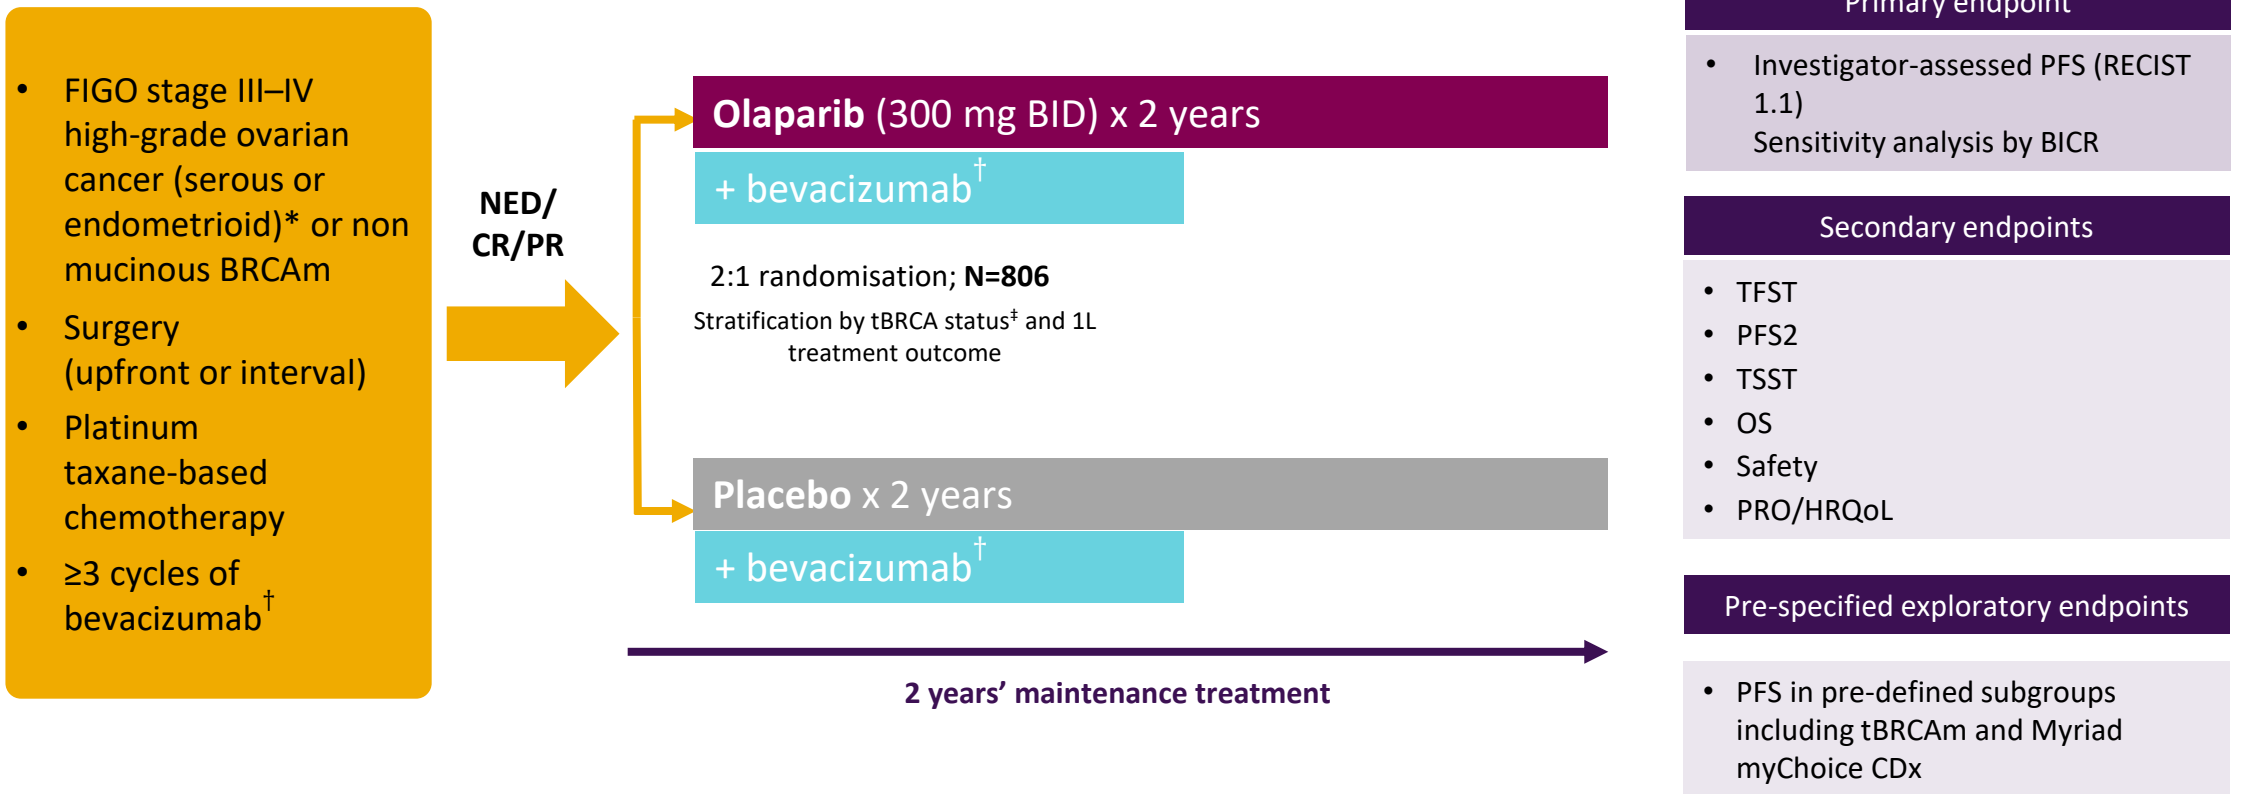 • FIGO stage III–IV
high-grade ovarian
cancer (serous or
endometrioid)* or non
mucinous BRCAm
• Surgery
(upfront or interval)
• Platinum
taxane-based
chemotherapy
• ≥3 cycles of
bevacizumab†
NED/
CR/PR
Olaparib (300 mg BID) x 2 years
+ bevacizumab†
2:1 randomisation; N=806
Stratification by tBRCA status‡ and 1L
treatment outcome
Placebo x 2 years
+ bevacizumab†
2 years’ maintenance treatment
Primary endpoint
• Investigator-assessed PFS (RECIST
1.1)
Sensitivity analysis by BICR
Secondary endpoints
• TFST
• PFS2
• TSST
• OS
• Safety
• PRO/HRQoL
Pre-specified exploratory endpoints
• PFS in pre-defined subgroups
including tBRCAm and Myriad
myChoice CDx